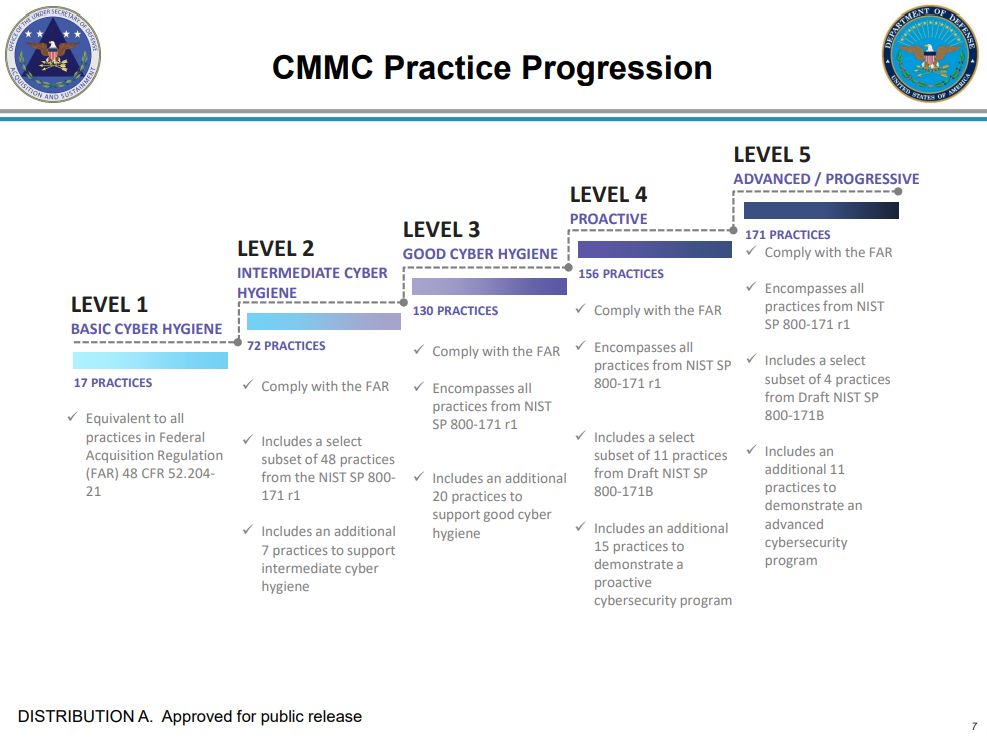 OFFICE OF THE UNDER SECRETARY OF DEFENSE
ACQUISITION AND SUSTAINMENT
CMMC Practice Progression
DEPARTMENT OF DEFENSE
UNITED STATES OF AMERICA
LEVEL 1
BASIC CYBER HYGIENE
17 PRACTICES
✓ Equivalent to all
practices in Federal
Acquisition Regulation
(FAR) 48 CFR 52.204-
21
LEVEL 2
INTERMEDIATE CYBER
HYGIENE
72 PRACTICES
✓ Comply with the FAR
✓ Includes a select
subset of 48 practices
from the NIST SP 800-
171 r1
✓ Includes an additional
7 practices to support
intermediate cyber
hygiene
LEVEL 3
GOOD CYBER HYGIENE
130 PRACTICES
✓ Comply with the FAR
✓ Encompasses all
practices from NIST
SP 800-171 r1
✓ Includes an additional
20 practices to
support good cyber
hygiene
LEVEL 4
PROACTIVE
156 PRACTICES
✓ Comply with the FAR
✓ Encompasses all
practices from NIST SP
800-171 r1
✓ Includes a select
subset of 11 practices
from Draft NIST SP
800-171B
✓ Includes an additional
15 practices to
demonstrate a
proactive
cybersecurity program
LEVEL 5
ADVANCED / PROGRESSIVE
171 PRACTICES
✓ Comply with the FAR
✓ Encompasses all
practices from NIST
SP 800-171 r1
✓ Includes a select
subset of 4 practices
from Draft NIST SP
800-171B
✓ Includes an
additional 11
practices to
demonstrate an
advanced
cybersecurity
program
DISTRIBUTION A. Approved for public release
7